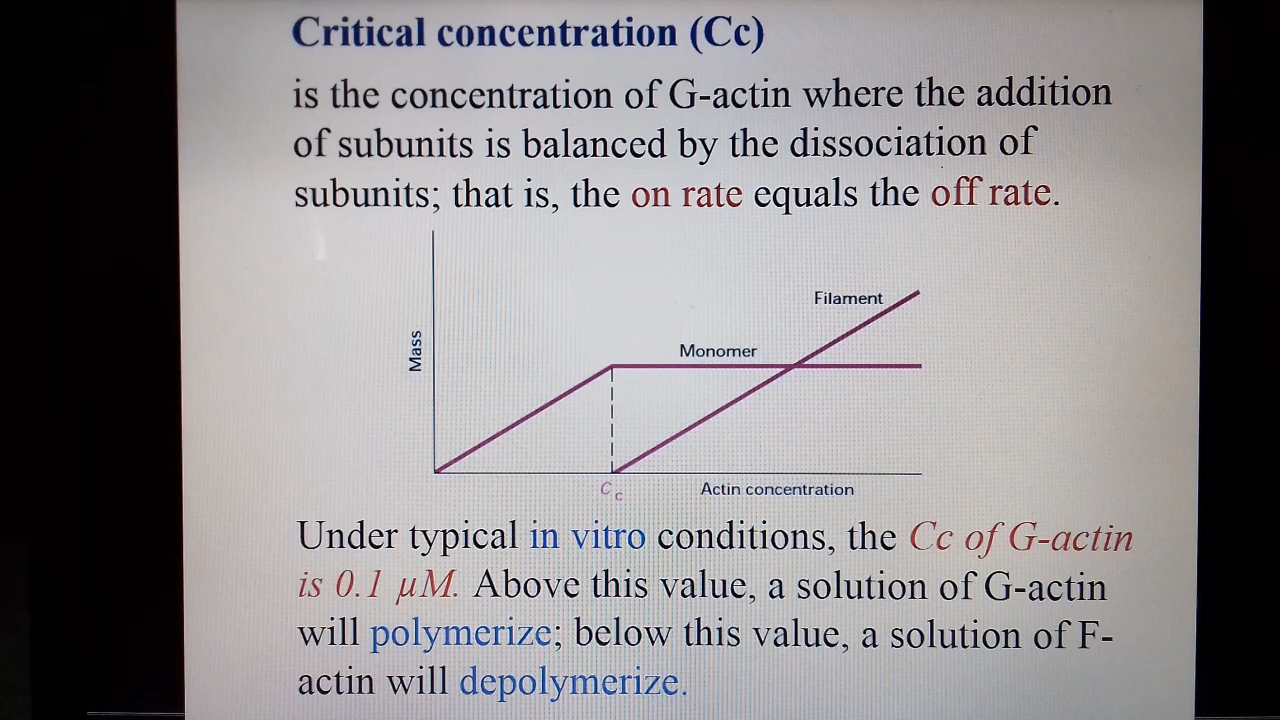 Critical concentration (Cc)
is the concentration of G-actin where the addition
of subunits is balanced by the dissociation of
subunits; that is, the on rate equals the off rate.
Filament
Monomer
Mass
Cc
Actin concentration
Under typical in vitro conditions, the Cc of G-actin
is 0.1 µM. Above this value, a solution of G-actin
will polymerize; below this value, a solution of F-
actin will depolymerize.